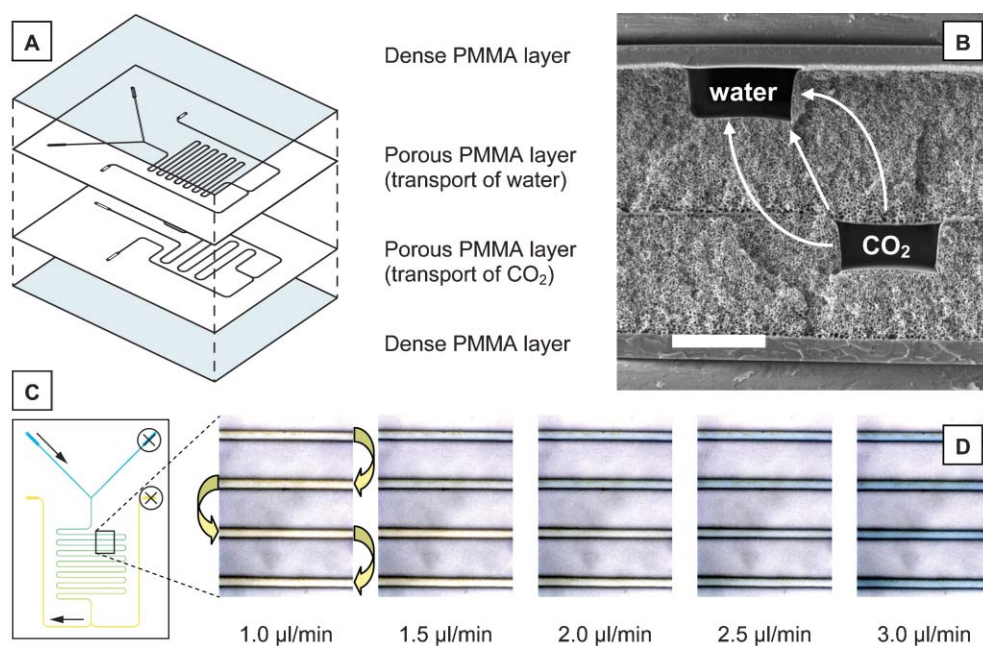 A
Dense PMMA layer
Porous PMMA layer
(transport of water)
Porous PMMA layer
(transport of CO₂)
Dense PMMA layer
B
water
CO₂
C
D
1.0 µl/min
1.5 µl/min
2.0 µl/min
2.5 µl/min
3.0 µl/min